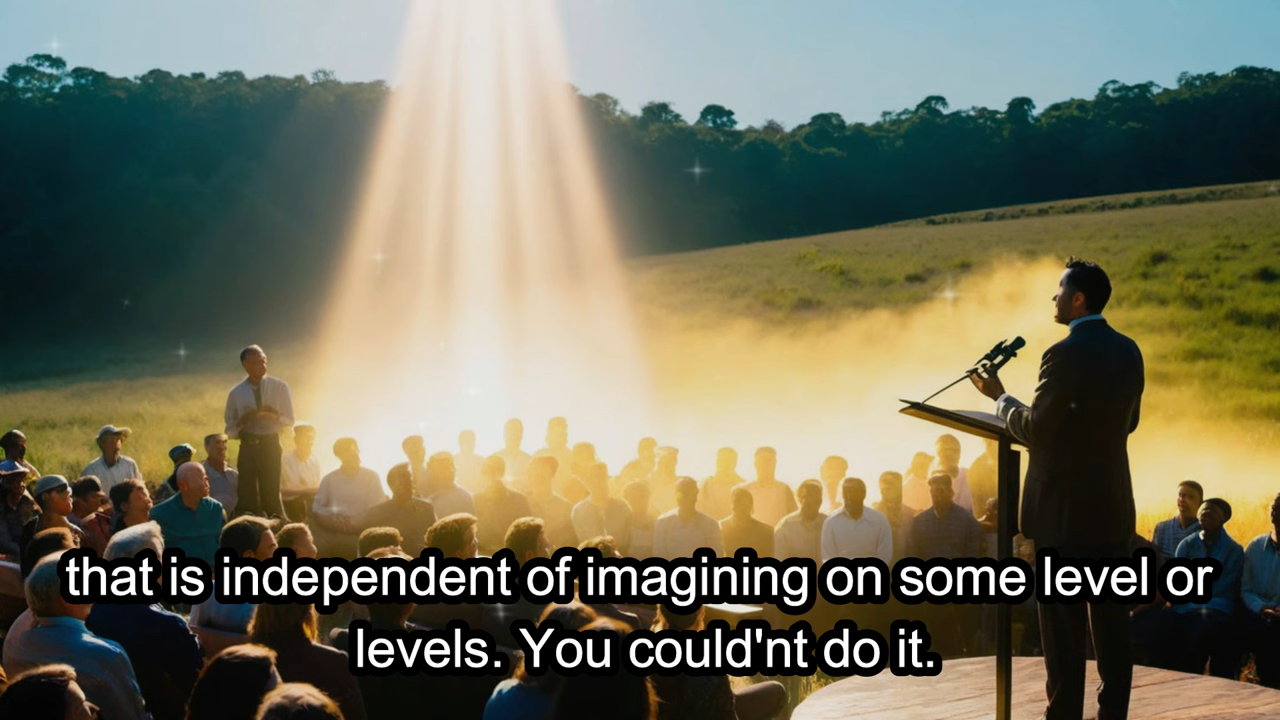 that is independent of imagining on some level or
levels. You could'nt do it.